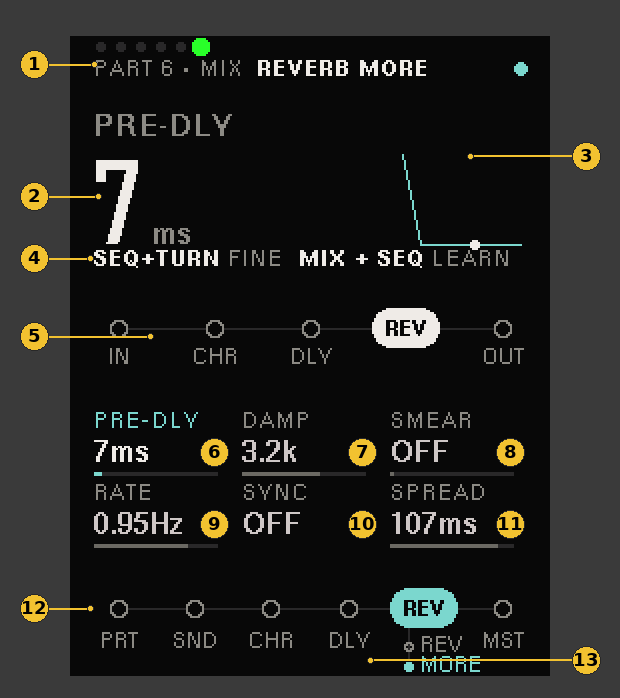 1 PART 6 · MIX REVERB MORE
PRE-DLY
3
2 7 ms
4 SEQ+TURN FINE MIX + SEQ LEARN
REV
5
IN CHR DLY OUT
PRE-DLY DAMP SMEAR
7ms 6 3.2k 7 OFF 8
RATE SYNC SPREAD
0.95Hz 9 OFF 10 107ms 11
12 REV
PRT SND CHR DLY REV MST
MORE 13